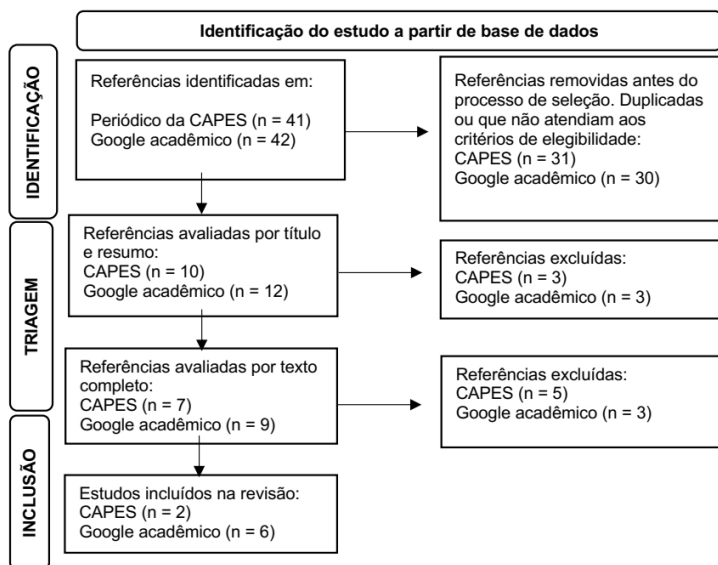 Identificação do estudo a partir de base de dados
IDENTIFICAÇÃO
Referências identificadas em:
Periódico da CAPES (n = 41)
Google acadêmico (n = 42)
Referências removidas antes do
processo de seleção. Duplicadas
ou que não atendiam aos
critérios de elegibilidade:
CAPES (n = 31)
Google acadêmico (n = 30)
TRIAGEM
Referências avaliadas por título
e resumo:
CAPES (n = 10)
Google acadêmico (n = 12)
Referências excluídas:
CAPES (n = 3)
Google acadêmico (n = 3)
Referências avaliadas por texto
completo:
CAPES (n = 7)
Google acadêmico (n = 9)
Referências excluídas:
CAPES (n = 5)
Google acadêmico (n = 3)
INCLUSÃO
Estudos incluídos na revisão:
CAPES (n = 2)
Google acadêmico (n = 6)